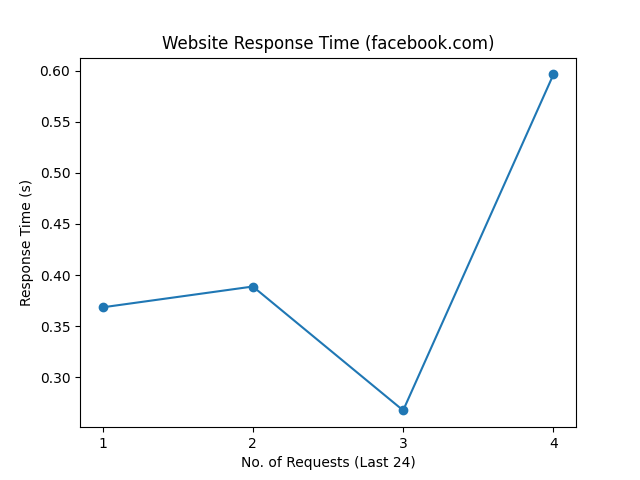 Website Response Time (facebook.com)
0.60
0.55
0.50
0.45
0.40
0.35
0.30
Response Time (s)
1 2 3 4
No. of Requests (Last 24)